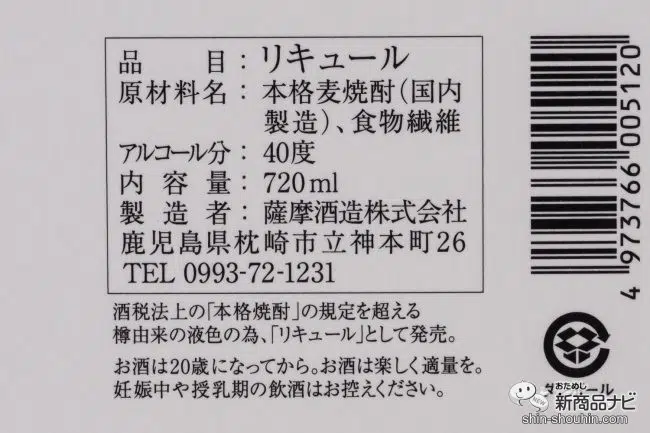 品目：リキュール
原材料名：本格麦焼酎（国内
製造）、食物繊維
アルコール分：40度
内容量：720ml
製造者：薩摩酒造株式会社
鹿児島県枕崎市立神本町26
TEL 0993-72-1231
酒税法上の「本格焼酎」の規定を超える
樽由来の液色の為、「リキュール」として発売。
お酒は20歳になってから。お酒は楽しく適量を。
妊娠中や授乳期の飲酒はお控えください。
4 973766 005120
おためし
新商品ナビ
shin-shouhin.com